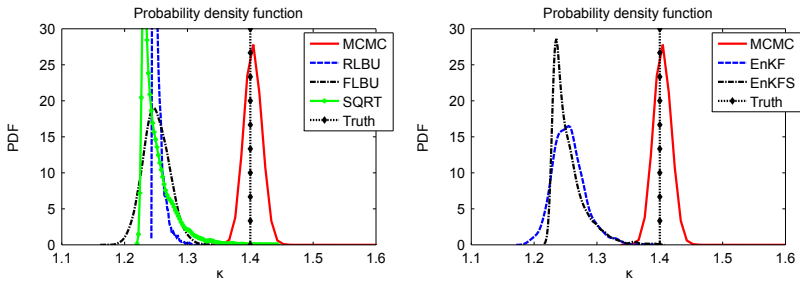 Probability density function
30
25
20
15
10
5
0
PDF
1.1 1.2 1.3 1.4 1.5 1.6
κ
MCMC
RLBU
FLBU
SQRT
Truth
Probability density function
30
25
20
15
10
5
0
PDF
1.1 1.2 1.3 1.4 1.5 1.6
κ
MCMC
EnKF
EnKFS
Truth